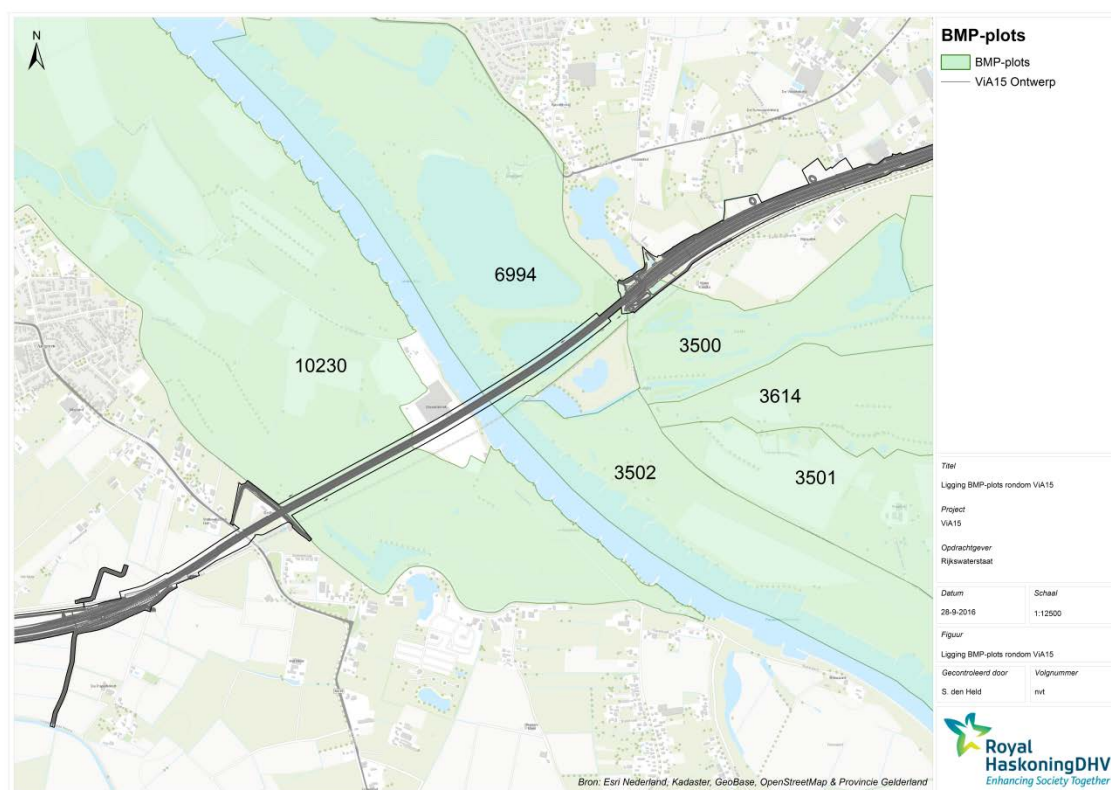 N
6994
10230
3500
3614
3502
3501
Bron: Esri Nederland, Kadaster, GeoBase, OpenStreetMap & Provincie Gelderland
BMP-plots
BMP-plots
ViA15 Ontwerp
Titel
Ligging BMP-plots rondom ViA15
Project
ViA15
Opdrachtgever
Rijkswaterstaat
Datum Schaal
28-9-2016 1:12500
Figuur
Ligging BMP-plots rondom ViA15
Gecontroleerd door Volgnummer
S. den Held nvt
Royal
HaskoningDHV
Enhancing Society Together